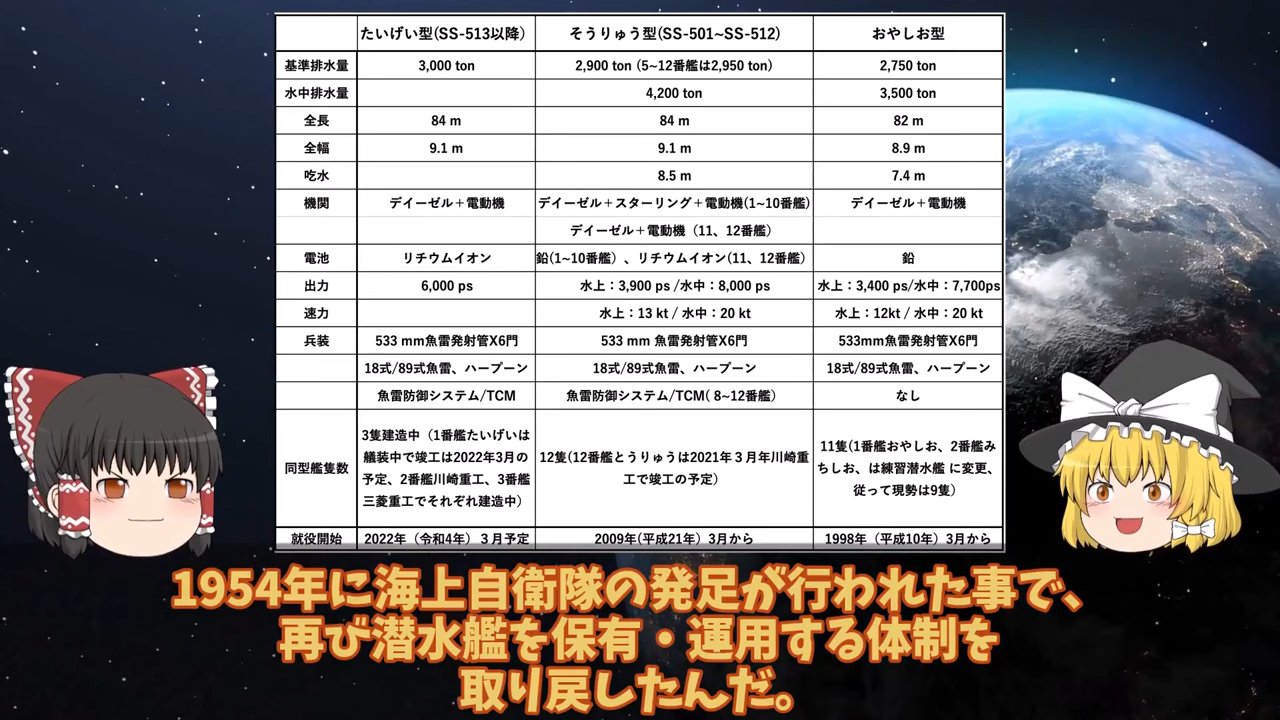 たいげい型(SS-513以降) そうりゅう型(SS-501~SS-512) おやしお型
基準排水量 3,000 ton 2,900 ton (5~12番艦は2,950 ton) 2,750 ton
水中排水量 4,200 ton 3,500 ton
全長 84 m 84 m 82 m
全幅 9.1 m 9.1 m 8.9 m
吃水 8.5 m 7.4 m
機関 デイーゼル＋電動機 デイーゼル＋スターリング＋電動機(1~10番艦) デイーゼル＋電動機
デイーゼル＋電動機（11、12番艦）
電池 リチウムイオン 鉛(1~10番艦）、リチウムイオン(11、12番艦） 鉛
出力 6,000 ps 水上：3,900 ps /水中：8,000 ps 水上：3,400 ps/水中：7,700ps
速力 水上：13 kt / 水中：20 kt 水上：12kt / 水中：20 kt
兵装 533 mm魚雷発射管X6門 533 mm 魚雷発射管X6門 533mm魚雷発射管X6門
18式/89式魚雷、ハープーン 18式/89式魚雷、ハープーン 18式/89式魚雷、ハープーン
魚雷防御システム/TCM 魚雷防御システム/TCM( 8~12番艦） なし
同型艦隻数
3隻建造中（1番艦たいげいは
艤装中で竣工は2022年3月の
予定、2番艦川崎重工、3番艦
三菱重工でそれぞれ建造中）
12隻(12番艦とうりゅうは2021年３月年川崎重
工で竣工の予定）
11隻(1番艦おやしお、2番艦み
ちしお、は練習潜水艦 に変更、
従って現勢は9隻）
就役開始 2022年（令和4年）３月予定 2009年(平成21年）3月から 1998年（平成10年）3月から
1954年に海上自衛隊の発足が行われた事で、
再び潜水艦を保有・運用する体制を
取り戻したんだ。